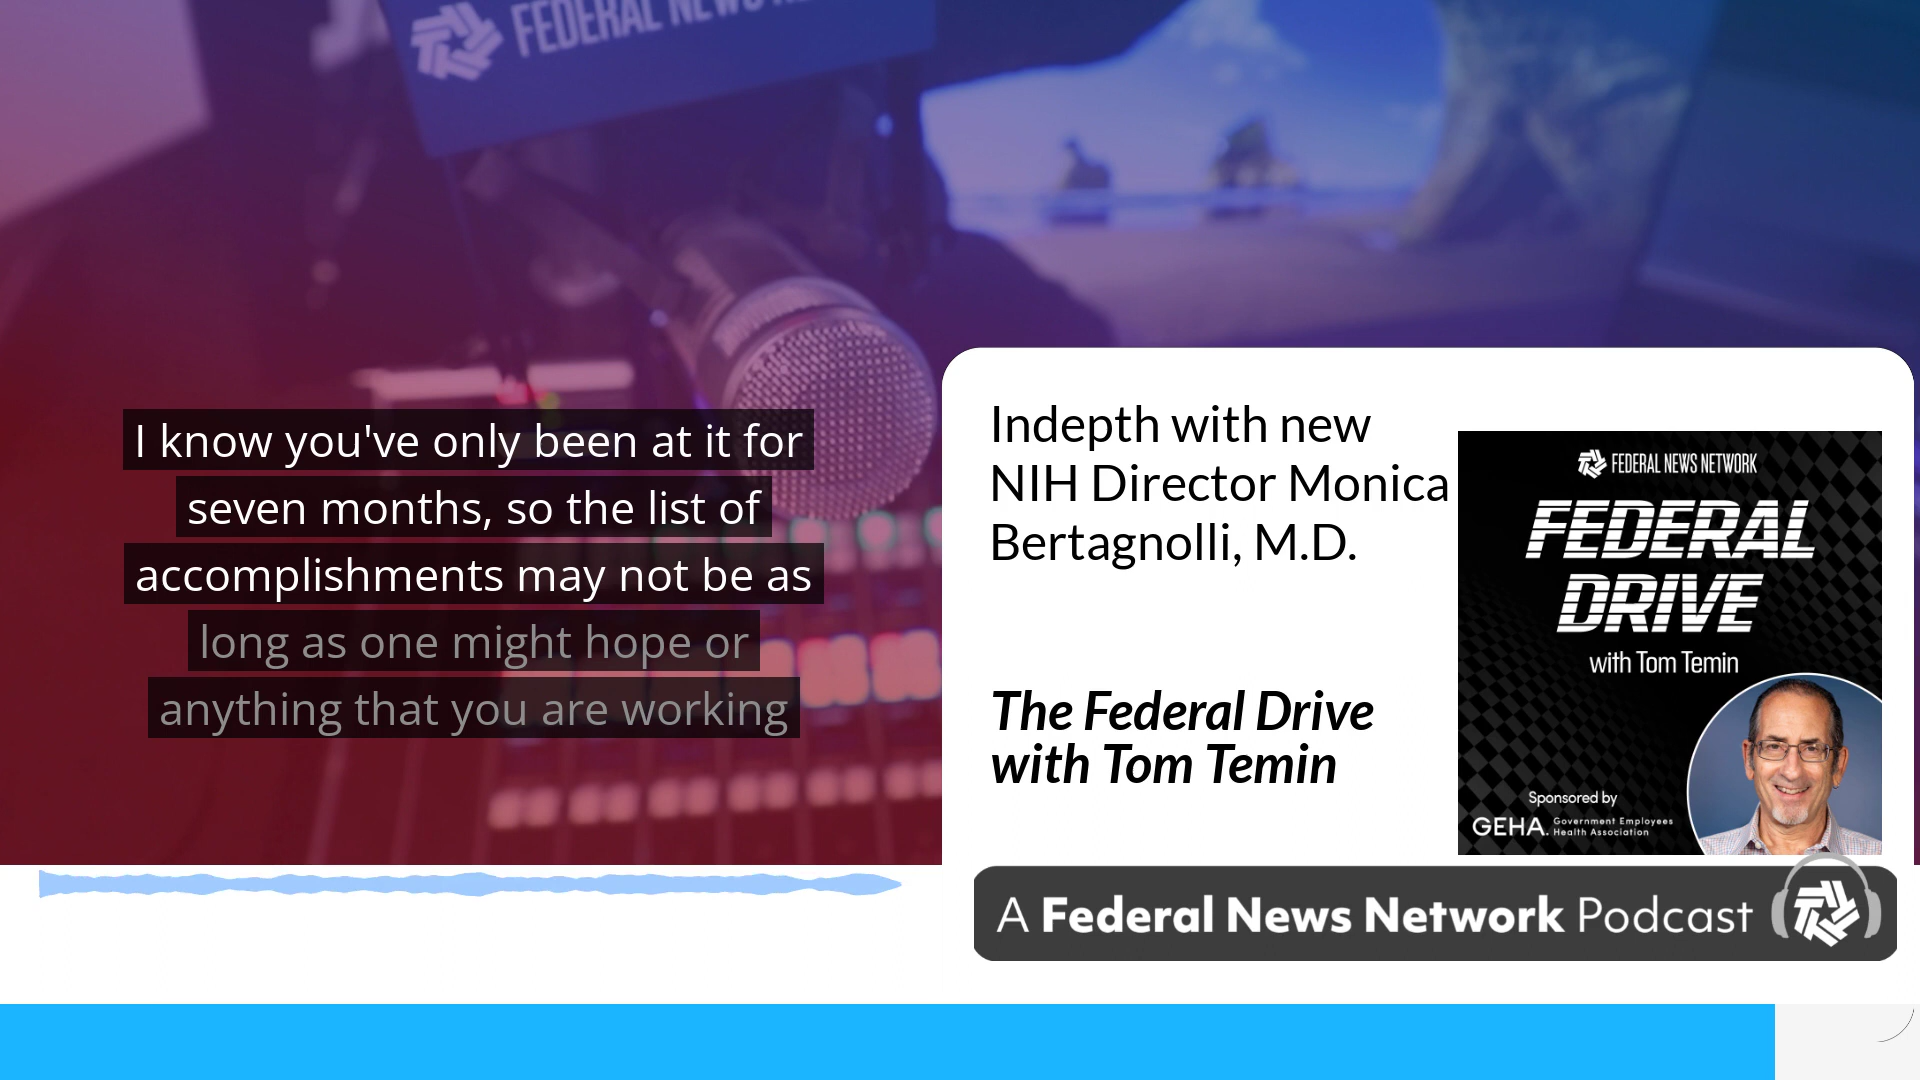 FEDERAL NEWS
I know you've only been at it for
seven months, so the list of
accomplishments may not be as
long as one might hope or
anything that you are working
Indepth with new
NIH Director Monica
Bertagnolli, M.D.
The Federal Drive
with Tom Temin
FEDERAL NEWS NETWORK
FEDERAL
DRIVE
with Tom Temin
Sponsored by
GEHA. Government Employees
Health Association
A Federal News Network Podcast